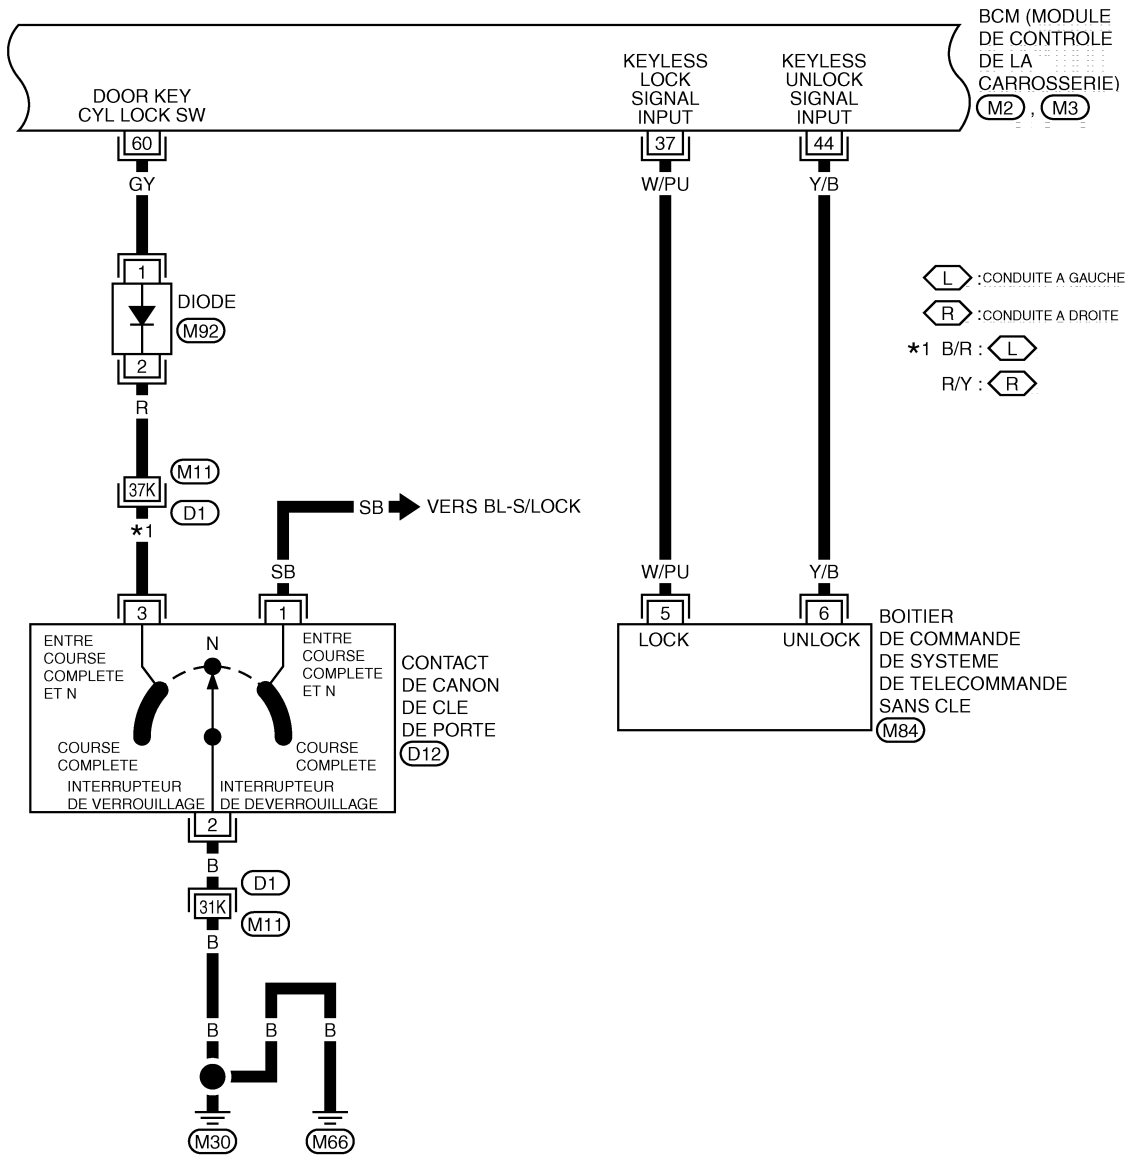 BCM (MODULE
DE CONTROLE
DE LA
CARROSSERIE)
M2 , M3
DOOR KEY
CYL LOCK SW
KEYLESS
LOCK
SIGNAL
INPUT
KEYLESS
UNLOCK
SIGNAL
INPUT
60
37
44
GY
W/PU
Y/B
1
DIODE
M92
2
R
L :CONDUITE A GAUCHE
R :CONDUITE A DROITE
*1 B/R : L
R/Y : R
M11
37K
D1
*1
SB VERS BL-S/LOCK
SB
W/PU
Y/B
3
1
5
6
ENTRE
COURSE
COMPLETE
ET N
N
ENTRE
COURSE
COMPLETE
ET N
COURSE
COMPLETE
COURSE
COMPLETE
INTERRUPTEUR
DE VERROUILLAGE
INTERRUPTEUR
DE DEVERROUILLAGE
CONTACT
DE CANON
DE CLE
DE PORTE
D12
LOCK
UNLOCK
BOITIER
DE COMMANDE
DE SYSTEME
DE TELECOMMANDE
SANS CLE
M84
2
B
D1
31K
M11
B
B
B
B
M30
M66